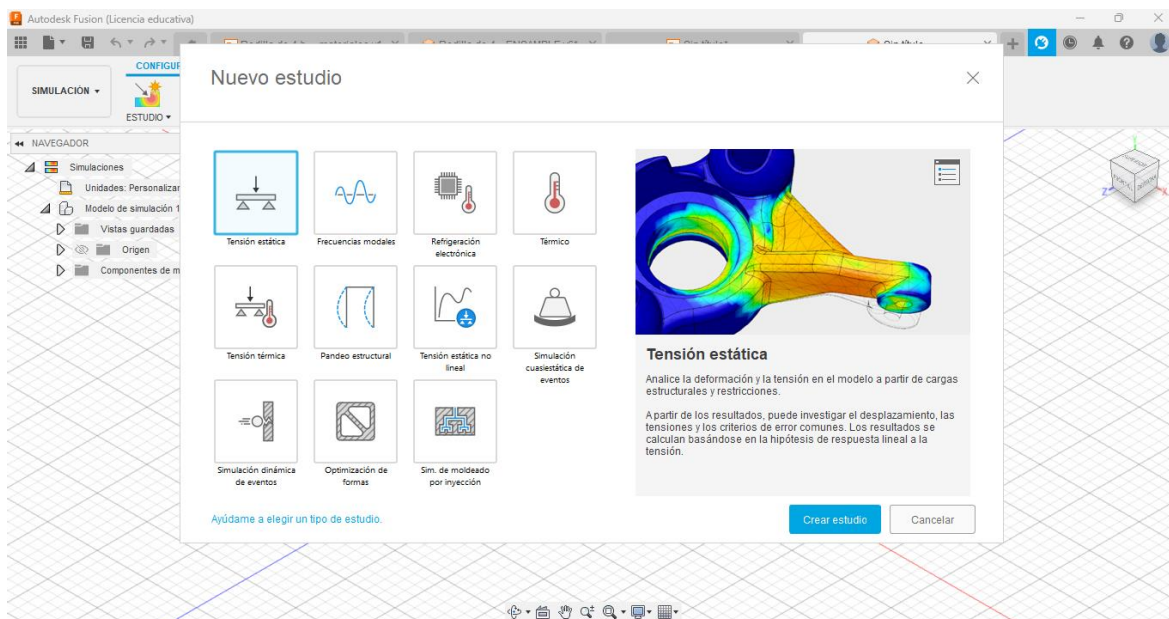 Autodesk Fusion (Licencia educativa)
CONFIGU
SIMULACIÓN
ESTUDIO
NAVEGADOR
Simulaciones
Unidades: Personalizar
Modelo de simulación 1
Vistas guardadas
Origen
Componentes de m
Nuevo estudio
Tensión estática
Frecuencias modales
Refrigeración
electrónica
Térmico
Tensión térmica
Pandeo estructural
Tensión estática no
lineal
Simulación
cuasiestática de
eventos
Simulación dinámica
de eventos
Optimización de
formas
Sim. de moldeado
por inyección
Ayúdame a elegir un tipo de estudio.
Tensión estática
Analice la deformación y la tensión en el modelo a partir de cargas
estructurales y restricciones.
A partir de los resultados, puede investigar el desplazamiento, las
tensiones y los criterios de error comunes. Los resultados se
calculan basándose en la hipótesis de respuesta lineal a la
tensión.
Crear estudio
Cancelar
Z